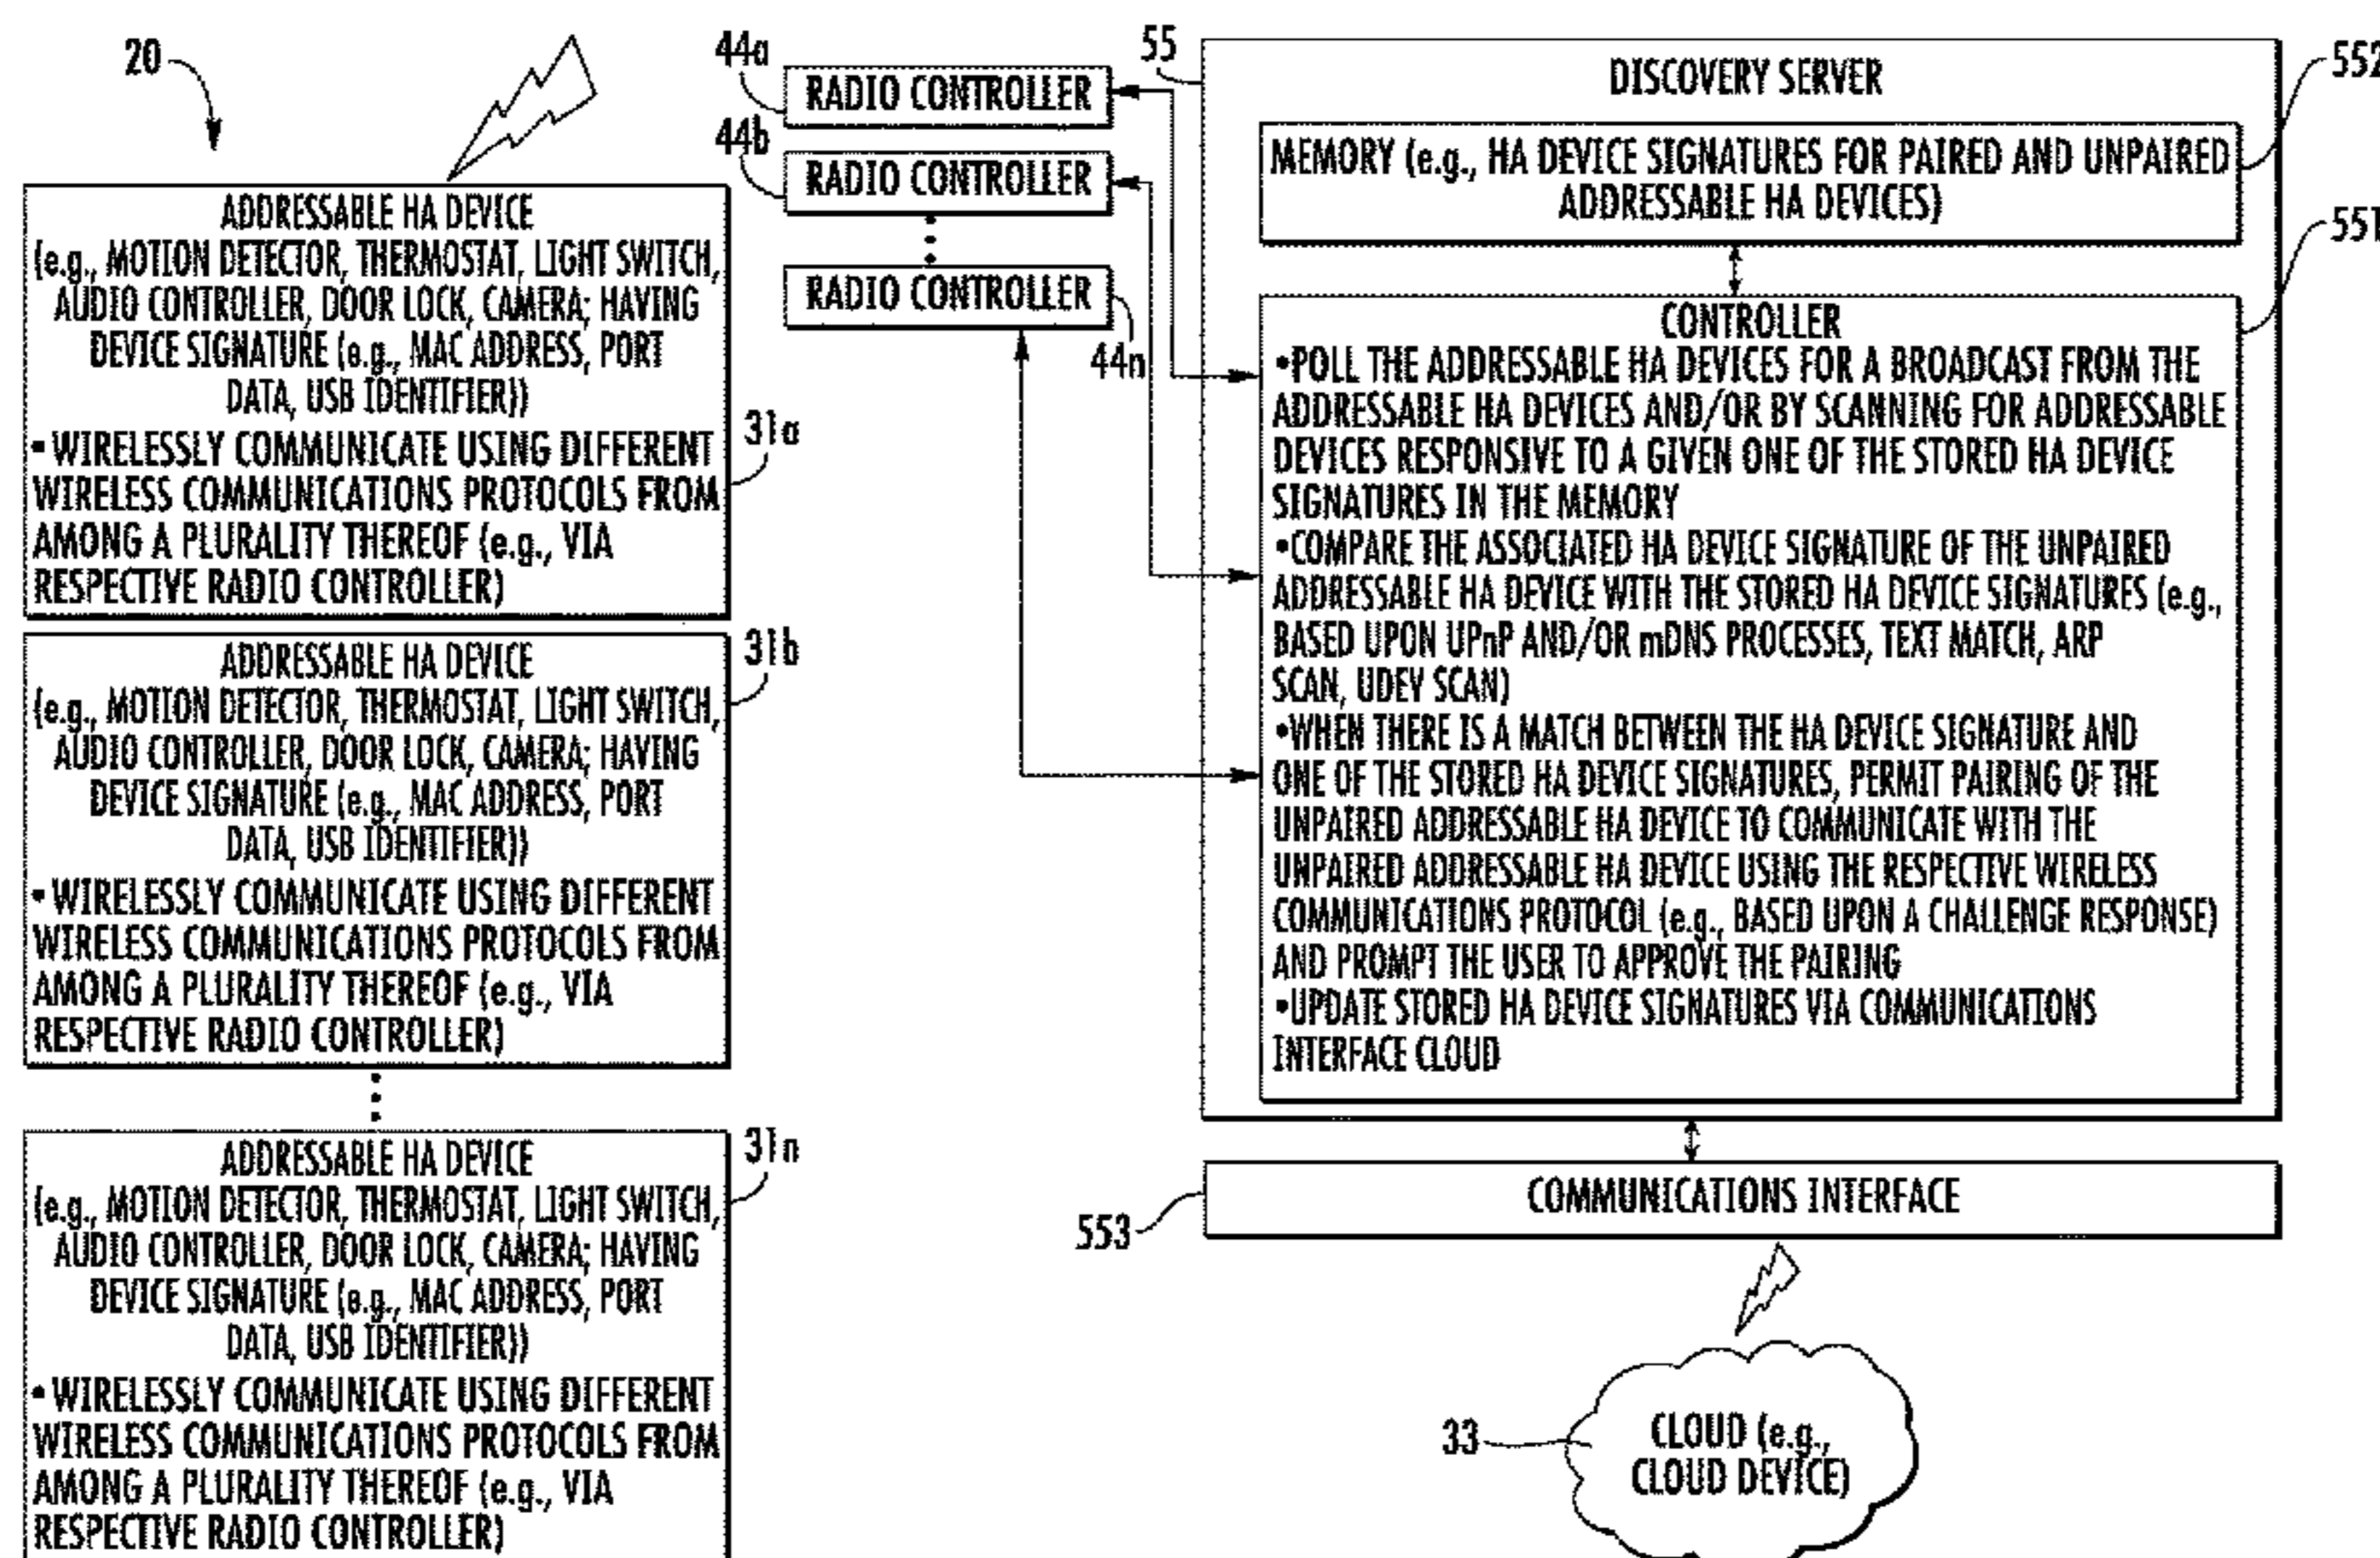 20
ADDRESSABLE HA DEVICE
(e.g., MOTION DETECTOR, THERMOSTAT, LIGHT SWITCH,
AUDIO CONTROLLER, DOOR LOCK, CAMERA; HAVING
DEVICE SIGNATURE (e.g., MAC ADDRESS, PORT
DATA, USB IDENTIFIER))
• WIRELESSLY COMMUNICATE USING DIFFERENT
WIRELESS COMMUNICATIONS PROTOCOLS FROM
AMONG A PLURALITY THEREOF (e.g., VIA
RESPECTIVE RADIO CONTROLLER)
31a
ADDRESSABLE HA DEVICE
(e.g., MOTION DETECTOR, THERMOSTAT, LIGHT SWITCH,
AUDIO CONTROLLER, DOOR LOCK, CAMERA; HAVING
DEVICE SIGNATURE (e.g., MAC ADDRESS, PORT
DATA, USB IDENTIFIER))
• WIRELESSLY COMMUNICATE USING DIFFERENT
WIRELESS COMMUNICATIONS PROTOCOLS FROM
AMONG A PLURALITY THEREOF (e.g., VIA
RESPECTIVE RADIO CONTROLLER)
31b
ADDRESSABLE HA DEVICE
(e.g., MOTION DETECTOR, THERMOSTAT, LIGHT SWITCH,
AUDIO CONTROLLER, DOOR LOCK, CAMERA; HAVING
DEVICE SIGNATURE (e.g., MAC ADDRESS, PORT
DATA, USB IDENTIFIER))
• WIRELESSLY COMMUNICATE USING DIFFERENT
WIRELESS COMMUNICATIONS PROTOCOLS FROM
AMONG A PLURALITY THEREOF (e.g., VIA
RESPECTIVE RADIO CONTROLLER)
31n
44a
RADIO CONTROLLER
44b
RADIO CONTROLLER
RADIO CONTROLLER
44n
55
DISCOVERY SERVER
552
MEMORY (e.g., HA DEVICE SIGNATURES FOR PAIRED AND UNPAIRED
ADDRESSABLE HA DEVICES)
551
CONTROLLER
•POLL THE ADDRESSABLE HA DEVICES FOR A BROADCAST FROM THE
ADDRESSABLE HA DEVICES AND/OR BY SCANNING FOR ADDRESSABLE
DEVICES RESPONSIVE TO A GIVEN ONE OF THE STORED HA DEVICE
SIGNATURES IN THE MEMORY
•COMPARE THE ASSOCIATED HA DEVICE SIGNATURE OF THE UNPAIRED
ADDRESSABLE HA DEVICE WITH THE STORED HA DEVICE SIGNATURES (e.g.,
BASED UPON UPnP AND/OR mDNS PROCESSES, TEXT MATCH, ARP
SCAN, UDEV SCAN)
•WHEN THERE IS A MATCH BETWEEN THE HA DEVICE SIGNATURE AND
ONE OF THE STORED HA DEVICE SIGNATURES, PERMIT PAIRING OF THE
UNPAIRED ADDRESSABLE HA DEVICE TO COMMUNICATE WITH THE
UNPAIRED ADDRESSABLE HA DEVICE USING THE RESPECTIVE WIRELESS
COMMUNICATIONS PROTOCOL (e.g., BASED UPON A CHALLENGE RESPONSE)
AND PROMPT THE USER TO APPROVE THE PAIRING
•UPDATE STORED HA DEVICE SIGNATURES VIA COMMUNICATIONS
INTERFACE CLOUD
553
COMMUNICATIONS INTERFACE
33
CLOUD (e.g.,
CLOUD DEVICE)